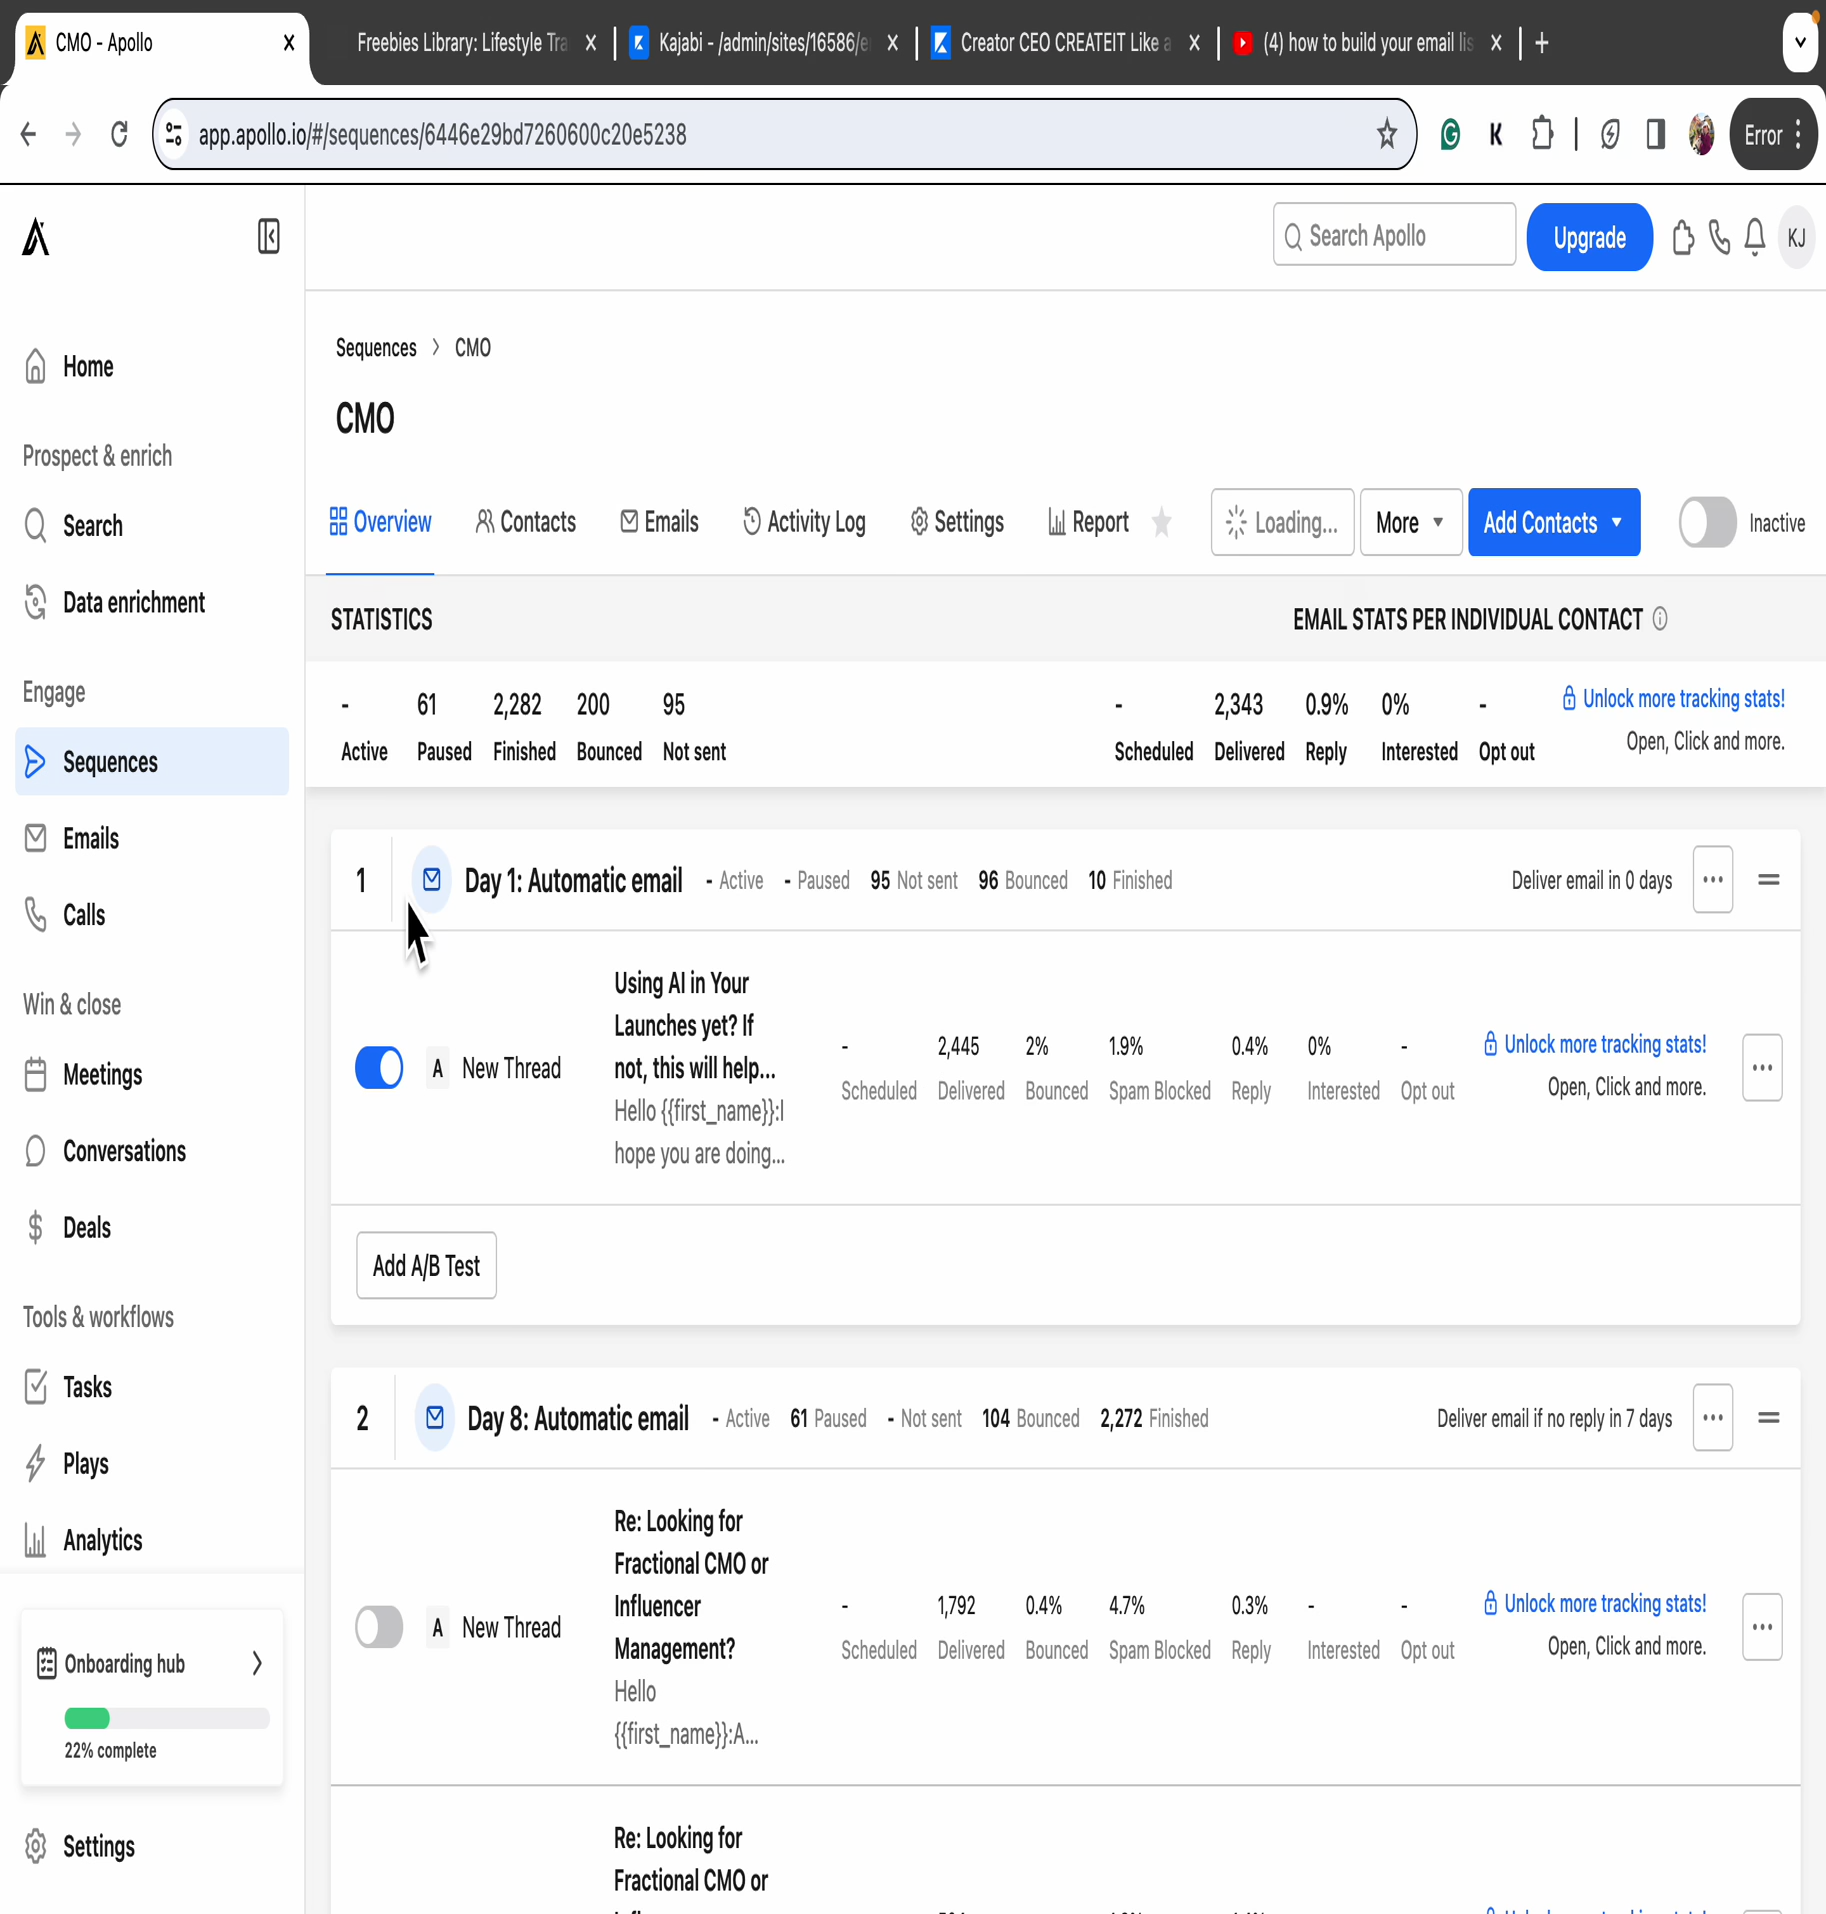 CMO - Apollo
Freebies Library: Lifestyle Tra
Kajabi - /admin/sites/16586/e
Creator CEO CREATEIT Like a
(4) how to build your email lis
app.apollo.io/#/sequences/6446e29bd7260600c20e5238
Error
Search Apollo
Upgrade
KJ
Home
Prospect & enrich
Search
Data enrichment
Engage
Sequences
Emails
Calls
Win & close
Meetings
Conversations
Deals
Tools & workflows
Tasks
Plays
Analytics
Onboarding hub
22% complete
Settings
Sequences > CMO
CMO
Overview Contacts Emails Activity Log Settings Report Loading... More Add Contacts Inactive
STATISTICS
EMAIL STATS PER INDIVIDUAL CONTACT
- 61 2,282 200 95
Active Paused Finished Bounced Not sent
- 2,343 0.9% 0% -
Scheduled Delivered Reply Interested Opt out
Unlock more tracking stats!
Open, Click and more.
1 Day 1: Automatic email - Active - Paused 95 Not sent 96 Bounced 10 Finished Deliver email in 0 days
A New Thread
Using AI in Your
Launches yet? If
not, this will help...
Hello {{first_name}}:I
hope you are doing...
- 2,445 2% 1.9% 0.4% 0% -
Scheduled Delivered Bounced Spam Blocked Reply Interested Opt out
Unlock more tracking stats!
Open, Click and more.
Add A/B Test
2 Day 8: Automatic email - Active 61 Paused - Not sent 104 Bounced 2,272 Finished Deliver email if no reply in 7 days
A New Thread
Re: Looking for
Fractional CMO or
Influencer
Management?
Hello
{{first_name}}:A...
- 1,792 0.4% 4.7% 0.3% - -
Scheduled Delivered Bounced Spam Blocked Reply Interested Opt out
Unlock more tracking stats!
Open, Click and more.
Re: Looking for
Fractional CMO or